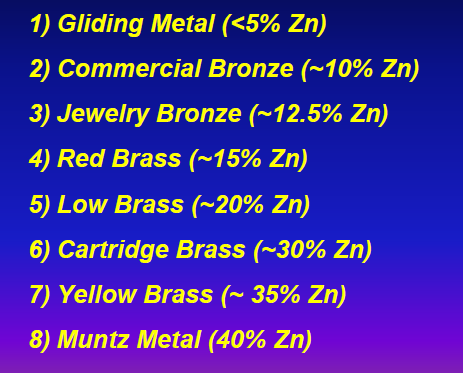 1) Gliding Metal (<5% Zn)
2) Commercial Bronze (~10% Zn)
3) Jewelry Bronze (~12.5% Zn)
4) Red Brass (~15% Zn)
5) Low Brass (~20% Zn)
6) Cartridge Brass (~30% Zn)
7) Yellow Brass (~ 35% Zn)
8) Muntz Metal (40% Zn)